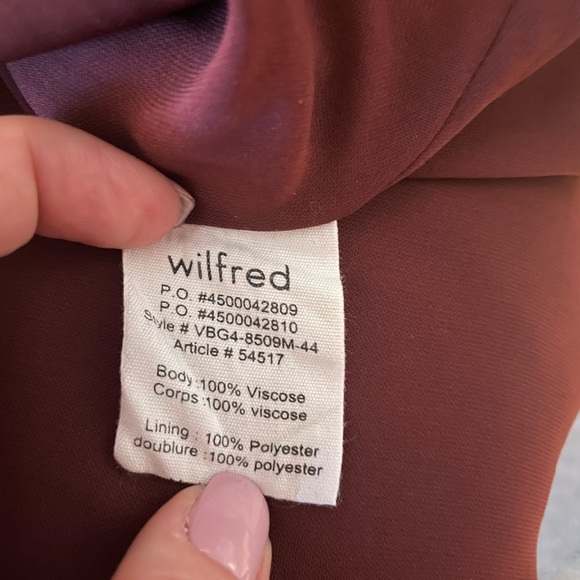 wilfred
P.O. #4500042809
P.O. #4500042810
Style # VBG4-8509M-44
Article # 54517
Body:100% Viscose
Corps:100% viscose
Lining : 100% Polyester
doublure :100% polyester